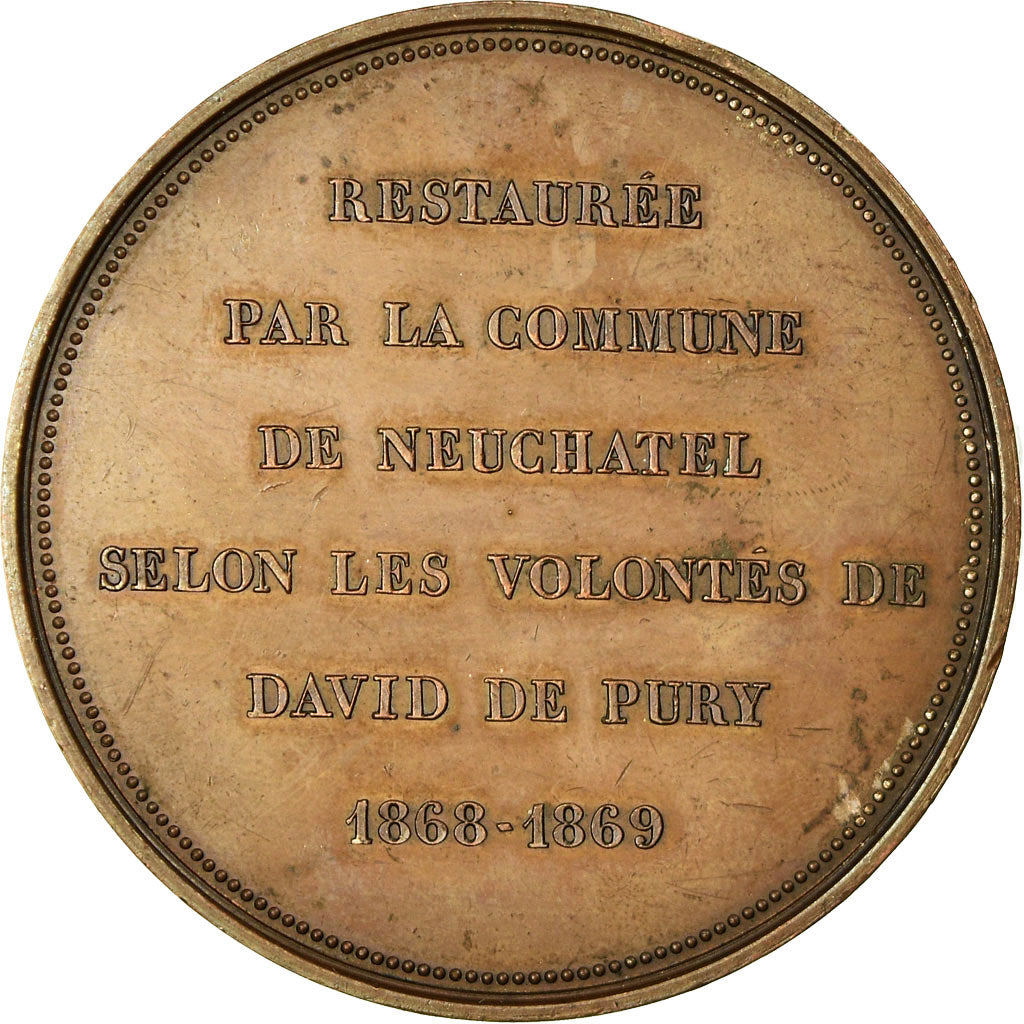 RESTAURÉE
PAR LA COMMUNE
DE NEUCHATEL
SELON LES VOLONTÉS DE
DAVID DE PURY
1868-1869